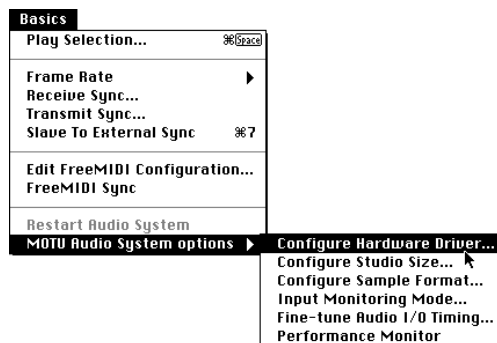 Basics
Play Selection... ⌘Space
Frame Rate ▶
Receive Sync...
Transmit Sync...
Slave To External Sync ⌘7
Edit FreeMIDI Configuration...
FreeMIDI Sync
Restart Audio System
MOTU Audio System options ▶
Configure Hardware Driver...
Configure Studio Size...
Configure Sample Format...
Input Monitoring Mode...
Fine-tune Audio I/O Timing...
Performance Monitor